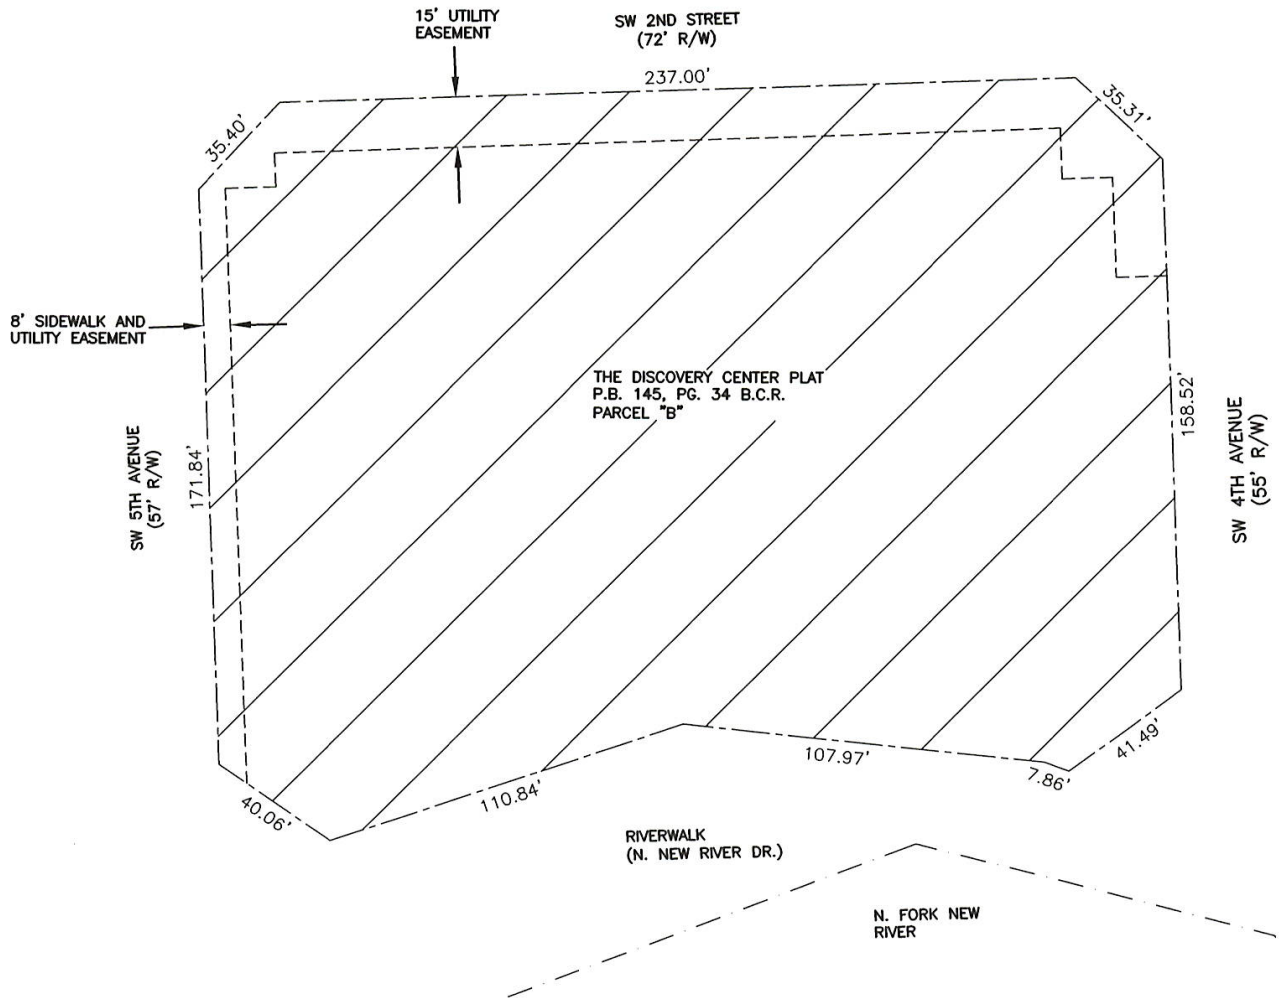 15' UTILITY
EASEMENT
SW 2ND STREET
(72' R/W)
237.00'
35.40'
35.31'
8' SIDEWALK AND
UTILITY EASEMENT
THE DISCOVERY CENTER PLAT
P.B. 145, PG. 34 B.C.R.
PARCEL "B"
SW 5TH AVENUE
(57' R/W)
171.84'
158.52'
SW 4TH AVENUE
(55' R/W)
40.06'
110.84'
107.97'
7.86'
41.49'
RIVERWALK
(N. NEW RIVER DR.)
N. FORK NEW
RIVER